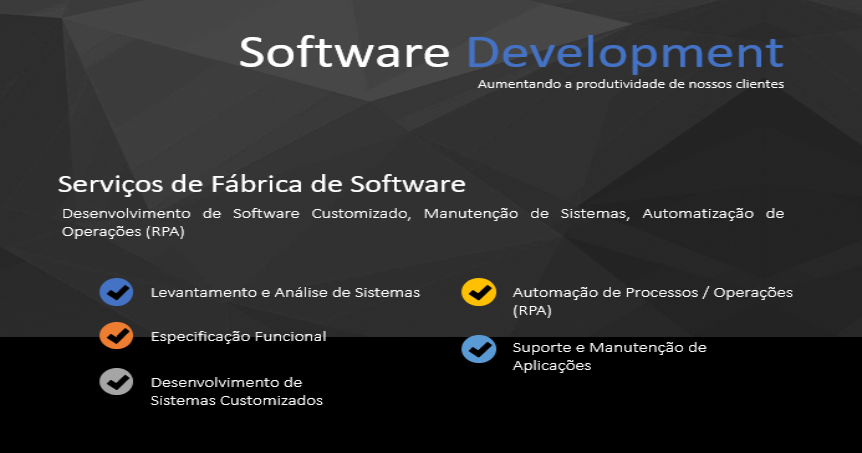 Software Development
Aumentando a produtividade de nossos clientes
Serviços de Fábrica de Software
Desenvolvimento de Software Customizado, Manutenção de Sistemas, Automatização de
Operações (RPA)
Levantamento e Análise de Sistemas
Especificação Funcional
Desenvolvimento de
Sistemas Customizados
Automação de Processos / Operações
(RPA)
Suporte e Manutenção de
Aplicações